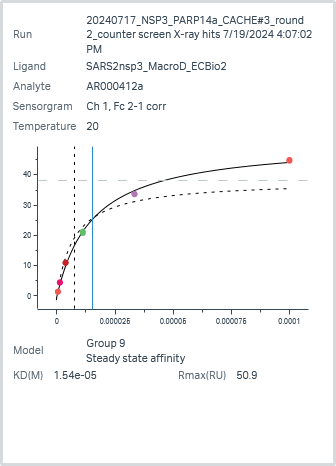 20240717_NSP3_PARP14a_CACHE#3_round
Run 2_counter screen X-ray hits 7/19/2024 4:07:02
PM
Ligand SARS2nsp3_MacroD_ECBio2
Analyte AR000412a
Sensorgram Ch 1, Fc 2-1 corr
Temperature 20
40
30
20
10
0
0 0.000025 0.00005 0.000075 0.0001
Model Group 9
Steady state affinity
KD(M) 1.54e-05 Rmax(RU) 50.9